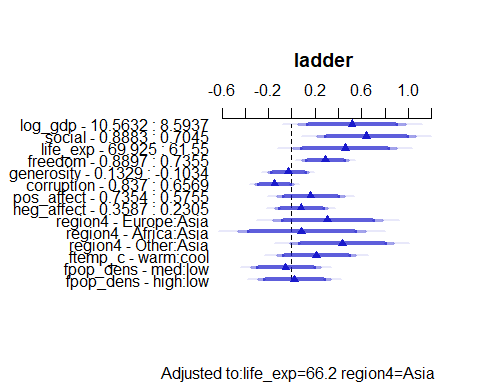 ladder
-0.6 -0.2 0.2 0.6 1.0
log_gdp - 10.5632 : 8.5937
social - 0.8883 : 0.7045
life_exp - 69.925 : 61.55
freedom - 0.8897 : 0.7355
generosity - 0.1329 : -0.1034
corruption - 0.837 : 0.6569
pos_affect - 0.7354 : 0.5755
neg_affect - 0.3587 : 0.2305
region4 - Europe:Asia
region4 - Africa:Asia
region4 - Other:Asia
ftemp_c - warm:cool
fpop_dens - med:low
fpop_dens - high:low
Adjusted to:life_exp=66.2 region4=Asia